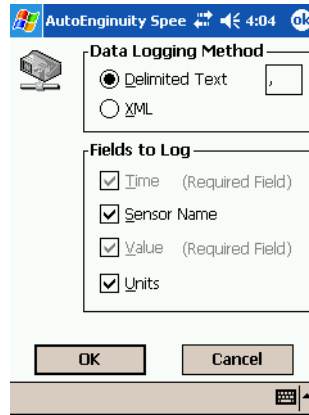 AutoEnginuity Spee 4:04 ok
Data Logging Method
Delimited Text ,
XML
Fields to Log
Time (Required Field)
Sensor Name
Value (Required Field)
Units
OK Cancel